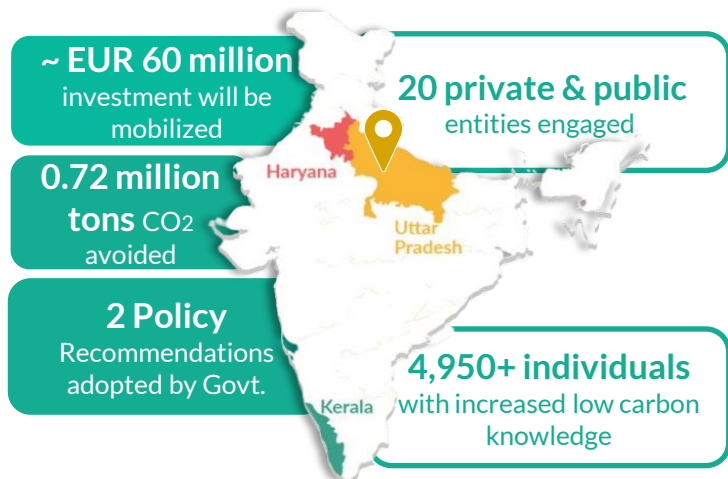 ~ EUR 60 million
investment will be
mobilized
20 private & public
entities engaged
Haryana
0.72 million
tons CO2
avoided
Uttar
Pradesh
2 Policy
Recommendations
adopted by Govt.
4,950+ individuals
with increased low carbon
knowledge
Kerala